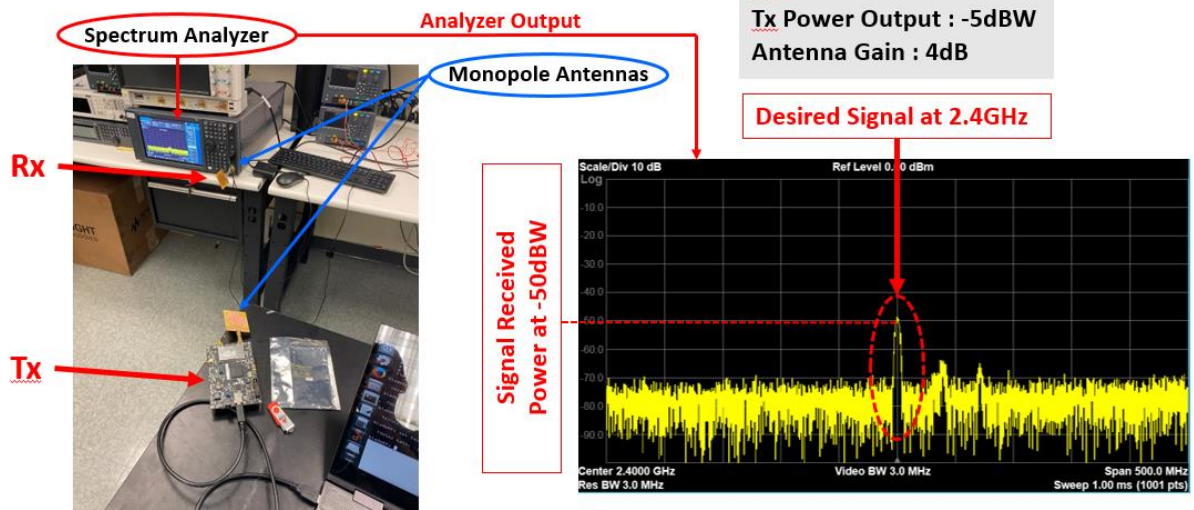 Analyzer Output
Spectrum Analyzer
Monopole Antennas
Tx Power Output : -5dBW
Antenna Gain : 4dB
Desired Signal at 2.4GHz
Rx
Tx
Signal Received
Power at -50dBW
Scale/Div 10 dB
Ref Level 0.00 dBm
Log
-10.0
-20.0
-30.0
-40.0
-50.0
-60.0
-70.0
-80.0
-90.0
Center 2.4000 GHz
Video BW 3.0 MHz
Span 500.0 MHz
Res BW 3.0 MHz
Sweep 1.00 ms (1001 pts)